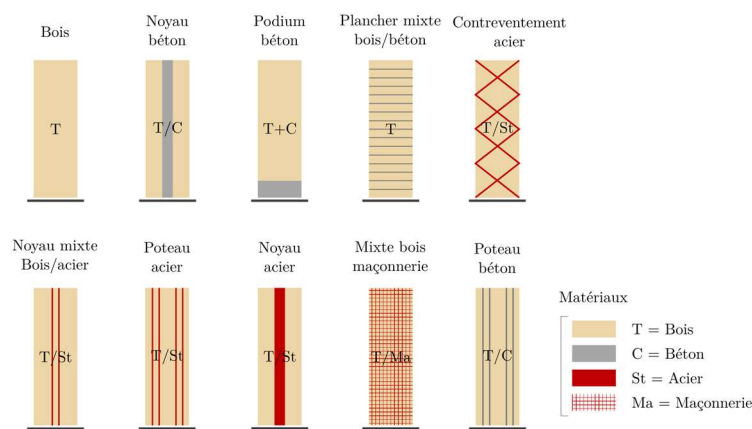 Bois
Noyau
béton
Podium
béton
Plancher mixte
bois/béton
Contreventement
acier
T
T/C
T+C
T
T/St
Noyau mixte
Bois/acier
Poteau
acier
Noyau
acier
Mixte bois
maçonnerie
Poteau
béton
T/St
T/St
T/St
T/Ma
T/C
Matériaux
T = Bois
C = Béton
St = Acier
Ma = Maçonnerie